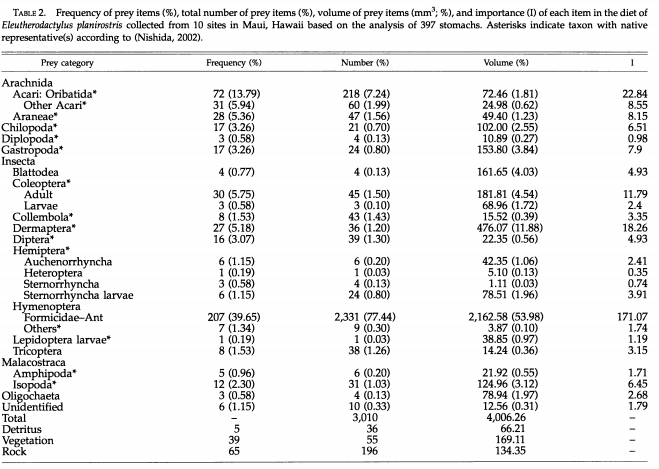 TABLE 2. Frequency of prey items (%), total number of prey items (%), volume of prey items (mm³; %), and importance (I) of each item in the diet of
Eleutherodactylus planirostris collected from 10 sites in Maui, Hawaii based on the analysis of 397 stomachs. Asterisks indicate taxon with native
representative(s) according to (Nishida, 2002).
Prey category Frequency (%) Number (%) Volume (%) I
Arachnida
Acari: Oribatida* 72 (13.79) 218 (7.24) 72.46 (1.81) 22.84
Other Acari* 31 (5.94) 60 (1.99) 24.98 (0.62) 8.55
Araneae* 28 (5.36) 47 (1.56) 49.40 (1.23) 8.15
Chilopoda* 17 (3.26) 21 (0.70) 102.00 (2.55) 6.51
Diplopoda* 3 (0.58) 4 (0.13) 10.89 (0.27) 0.98
Gastropoda* 17 (3.26) 24 (0.80) 153.80 (3.84) 7.9
Insecta
Blattodea 4 (0.77) 4 (0.13) 161.65 (4.03) 4.93
Coleoptera*
Adult 30 (5.75) 45 (1.50) 181.81 (4.54) 11.79
Larvae 3 (0.58) 3 (0.10) 68.96 (1.72) 2.4
Collembola* 8 (1.53) 43 (1.43) 15.52 (0.39) 3.35
Dermaptera* 27 (5.18) 36 (1.20) 476.07 (11.88) 18.26
Diptera* 16 (3.07) 39 (1.30) 22.35 (0.56) 4.93
Hemiptera*
Auchenorrhyncha 6 (1.15) 6 (0.20) 42.35 (1.06) 2.41
Heteroptera 1 (0.19) 1 (0.03) 5.10 (0.13) 0.35
Sternorrhyncha 3 (0.58) 4 (0.13) 1.11 (0.03) 0.74
Sternorrhyncha larvae 6 (1.15) 24 (0.80) 78.51 (1.96) 3.91
Hymenoptera
Formicidae–Ant 207 (39.65) 2,331 (77.44) 2,162.58 (53.98) 171.07
Others* 7 (1.34) 9 (0.30) 3.87 (0.10) 1.74
Lepidoptera larvae* 1 (0.19) 1 (0.03) 38.85 (0.97) 1.19
Tricoptera 8 (1.53) 38 (1.26) 14.24 (0.36) 3.15
Malacostraca
Amphipoda* 5 (0.96) 6 (0.20) 21.92 (0.55) 1.71
Isopoda* 12 (2.30) 31 (1.03) 124.96 (3.12) 6.45
Oligochaeta 3 (0.58) 4 (0.13) 78.94 (1.97) 2.68
Unidentified 6 (1.15) 10 (0.33) 12.56 (0.31) 1.79
Total – 3,010 4,006.26 –
Detritus 5 36 66.21 –
Vegetation 39 55 169.11 –
Rock 65 196 134.35 –